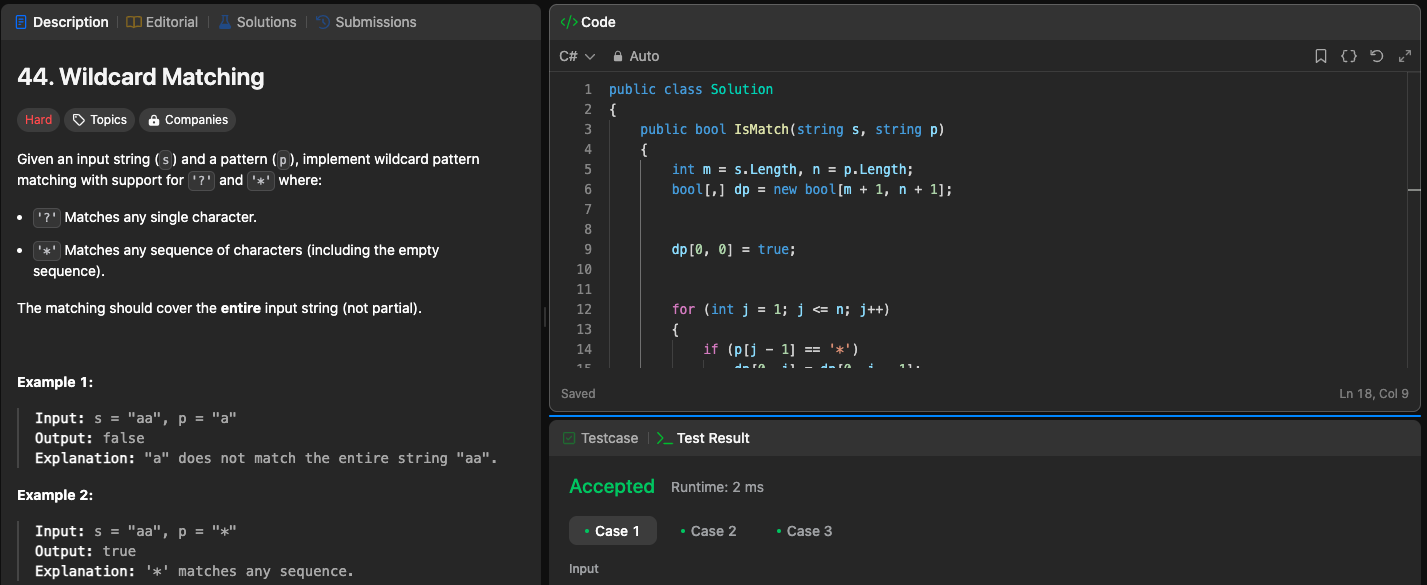 Description | Editorial | Solutions | Submissions
44. Wildcard Matching
Hard Topics Companies
Given an input string (s) and a pattern (p), implement wildcard pattern
matching with support for '?' and '*' where:
• '?' Matches any single character.
• '*' Matches any sequence of characters (including the empty
sequence).
The matching should cover the entire input string (not partial).
Example 1:
Input: s = "aa", p = "a"
Output: false
Explanation: "a" does not match the entire string "aa".
Example 2:
Input: s = "aa", p = "*"
Output: true
Explanation: '*' matches any sequence.
</> Code
C# Auto
1 public class Solution
2 {
3 public bool IsMatch(string s, string p)
4 {
5 int m = s.Length, n = p.Length;
6 bool[,] dp = new bool[m + 1, n + 1];
7
8
9 dp[0, 0] = true;
10
11
12 for (int j = 1; j <= n; j++)
13 {
14 if (p[j - 1] == '*')
15 dp[0, j] = dp[0, j - 1];
Saved Ln 18, Col 9
Testcase | >_ Test Result
Accepted Runtime: 2 ms
• Case 1 • Case 2 • Case 3
Input